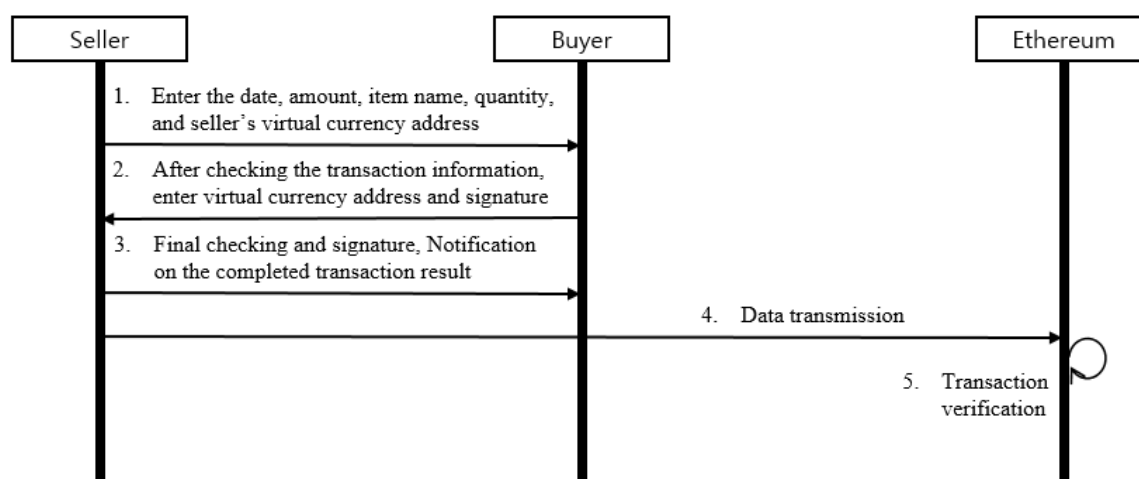 Seller
Buyer
Ethereum
1. Enter the date, amount, item name, quantity,
and seller’s virtual currency address
2. After checking the transaction information,
enter virtual currency address and signature
3. Final checking and signature, Notification
on the completed transaction result
4. Data transmission
5. Transaction
verification